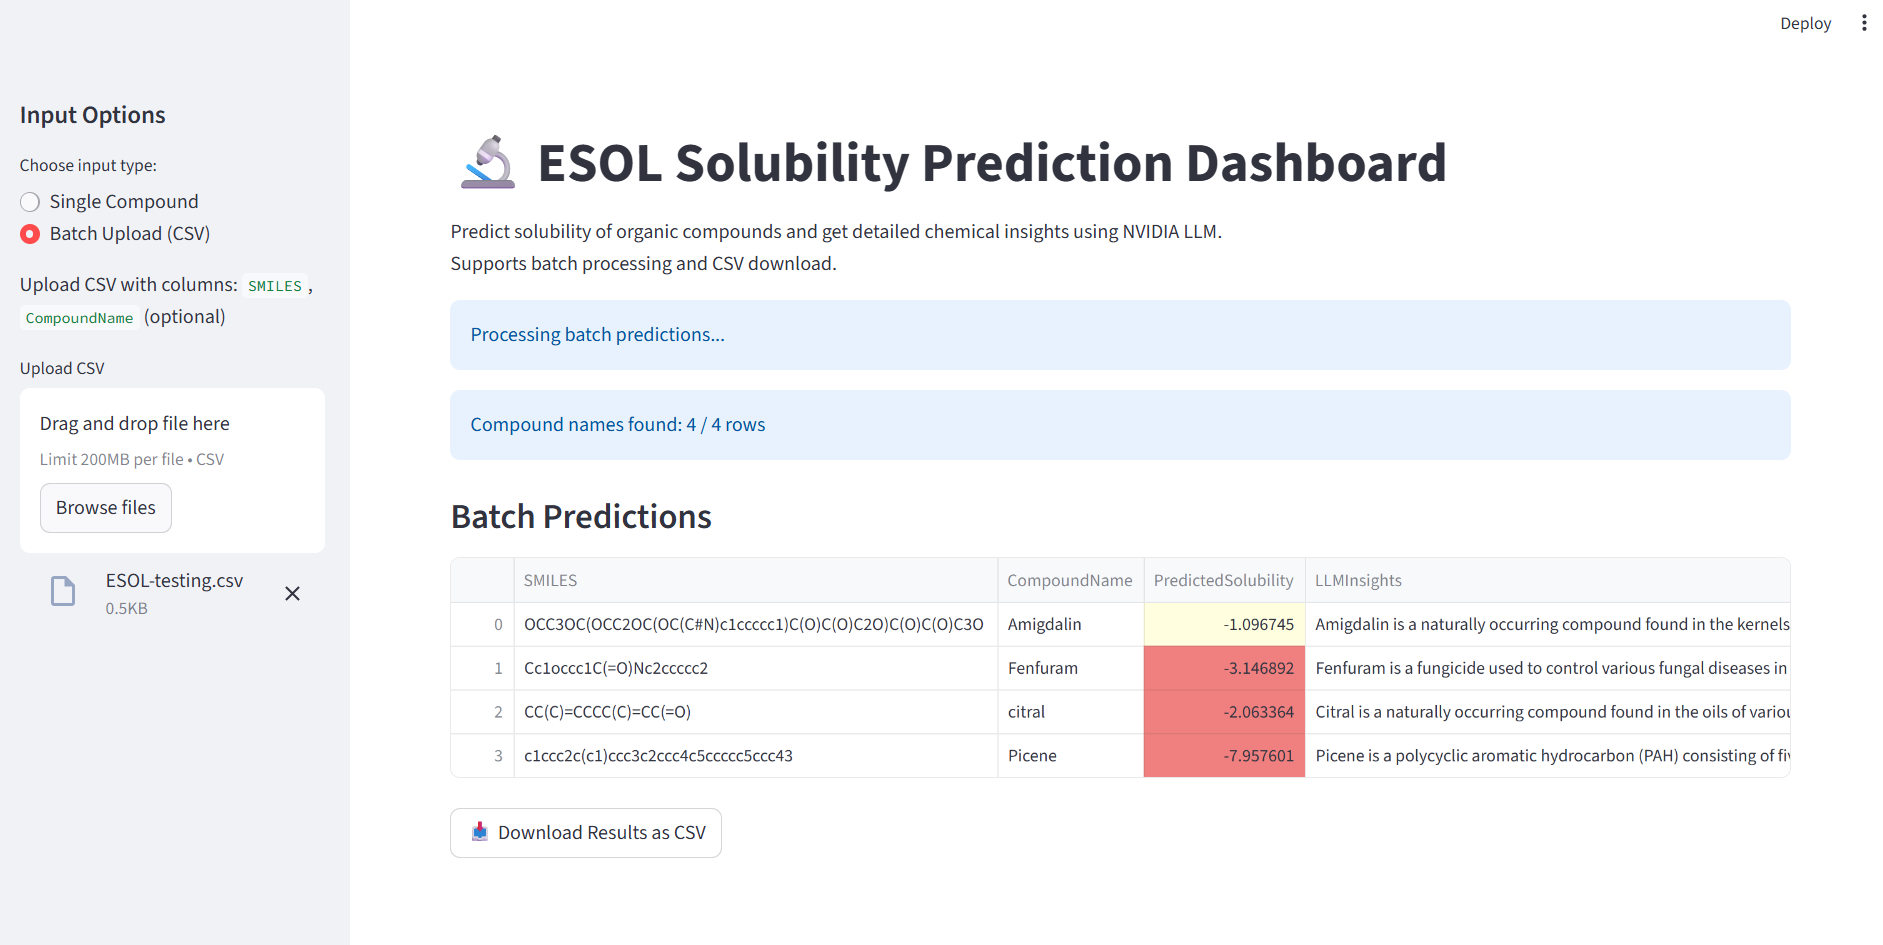 Deploy
Input Options
Choose input type:
Single Compound
Batch Upload (CSV)
Upload CSV with columns: SMILES ,
CompoundName (optional)
Upload CSV
Drag and drop file here
Limit 200MB per file • CSV
Browse files
ESOL-testing.csv
0.5KB
ESOL Solubility Prediction Dashboard
Predict solubility of organic compounds and get detailed chemical insights using NVIDIA LLM.
Supports batch processing and CSV download.
Processing batch predictions...
Compound names found: 4 / 4 rows
Batch Predictions
SMILES CompoundName PredictedSolubility LLMInsights
0 OCC3OC(OCC2OC(OC(C#N)c1ccccc1)C(O)C(O)C2O)C(O)C(O)C3O Amigdalin -1.096745 Amigdalin is a naturally occurring compound found in the kernels
1 Cc1occc1C(=O)Nc2ccccc2 Fenfuram -3.146892 Fenfuram is a fungicide used to control various fungal diseases in
2 CC(C)=CCCC(C)=CC(=O) citral -2.063364 Citral is a naturally occurring compound found in the oils of variou
3 c1ccc2c(c1)ccc3c2ccc4c5ccccc5ccc43 Picene -7.957601 Picene is a polycyclic aromatic hydrocarbon (PAH) consisting of fi
Download Results as CSV